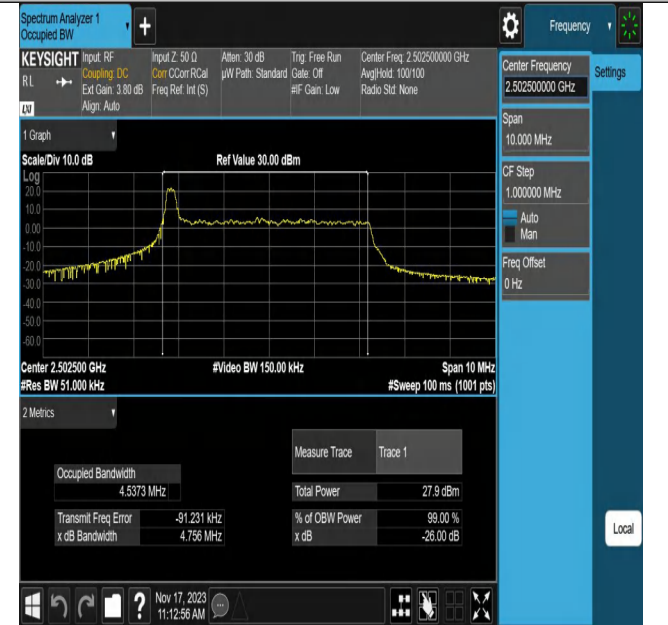 Spectrum Analyzer 1
Occupied BW
+
Frequency
KEYSIGHT
RL
LXI
Input: RF
Coupling: DC
Ext Gain: 3.80 dB
Align: Auto
Input Z: 50 Ω
Corr CCorr RCal
Freq Ref: Int (S)
Atten: 30 dB
µW Path: Standard
Trig: Free Run
Gate: Off
#IF Gain: Low
Center Freq: 2.502500000 GHz
Avg|Hold: 100/100
Radio Std: None
Center Frequency
2.502500000 GHz
Settings
Span
10.000 MHz
CF Step
1.000000 MHz
Auto
Man
Freq Offset
0 Hz
Local
1 Graph
Scale/Div 10.0 dB
Ref Value 30.00 dBm
Log
20.0
10.0
0.00
-10.0
-20.0
-30.0
-40.0
-50.0
-60.0
Center 2.502500 GHz
#Video BW 150.00 kHz
Span 10 MHz
#Res BW 51.000 kHz
#Sweep 100 ms (1001 pts)
2 Metrics
Measure Trace Trace 1
Occupied Bandwidth
4.5373 MHz
Total Power 27.9 dBm
Transmit Freq Error -91.231 kHz
% of OBW Power 99.00 %
x dB Bandwidth 4.756 MHz
x dB -26.00 dB
?
Nov 17, 2023
11:12:56 AM